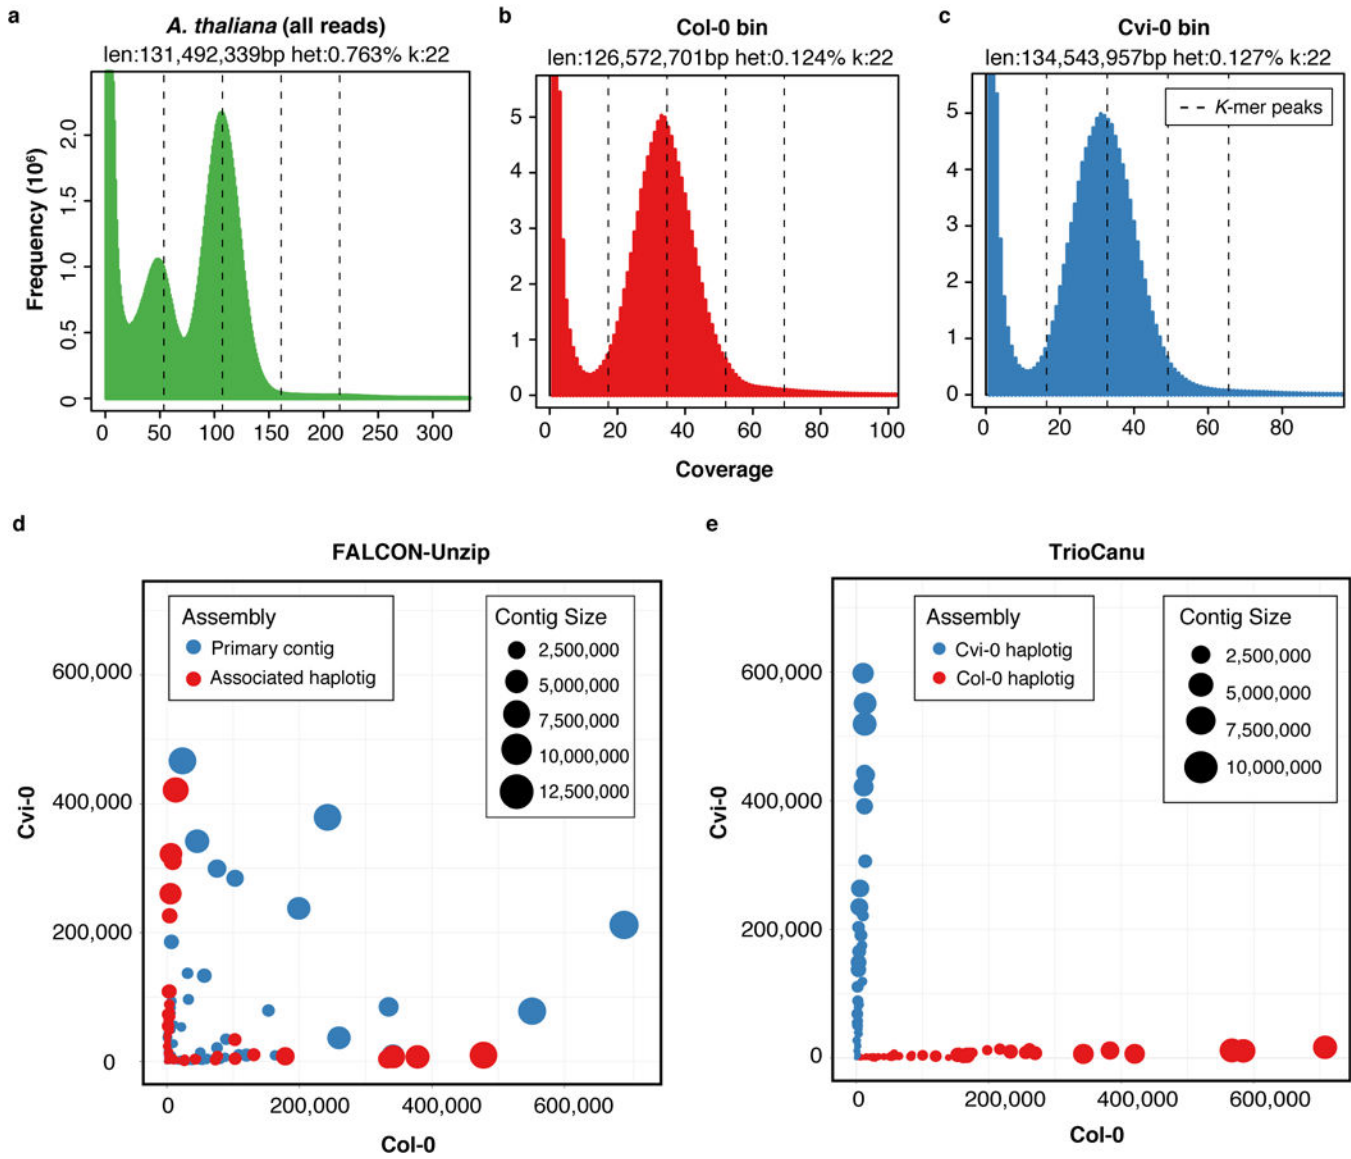 a
A. thaliana (all reads)
len:131,492,339bp het:0.763% k:22
Frequency (10⁶)
2.0
1.5
1.0
0.5
0
0 50 100 150 200 250 300
b
Col-0 bin
len:126,572,701bp het:0.124% k:22
5
4
3
2
1
0
0 20 40 60 80 100
Coverage
c
Cvi-0 bin
len:134,543,957bp het:0.127% k:22
K-mer peaks
5
4
3
2
1
0
0 20 40 60 80
d
FALCON-Unzip
Assembly
Primary contig
Associated haplotig
Contig Size
2,500,000
5,000,000
7,500,000
10,000,000
12,500,000
Cvi-0
600,000
400,000
200,000
0
0 200,000 400,000 600,000
Col-0
e
TrioCanu
Assembly
Cvi-0 haplotig
Col-0 haplotig
Contig Size
2,500,000
5,000,000
7,500,000
10,000,000
Cvi-0
600,000
400,000
200,000
0
0 200,000 400,000 600,000
Col-0